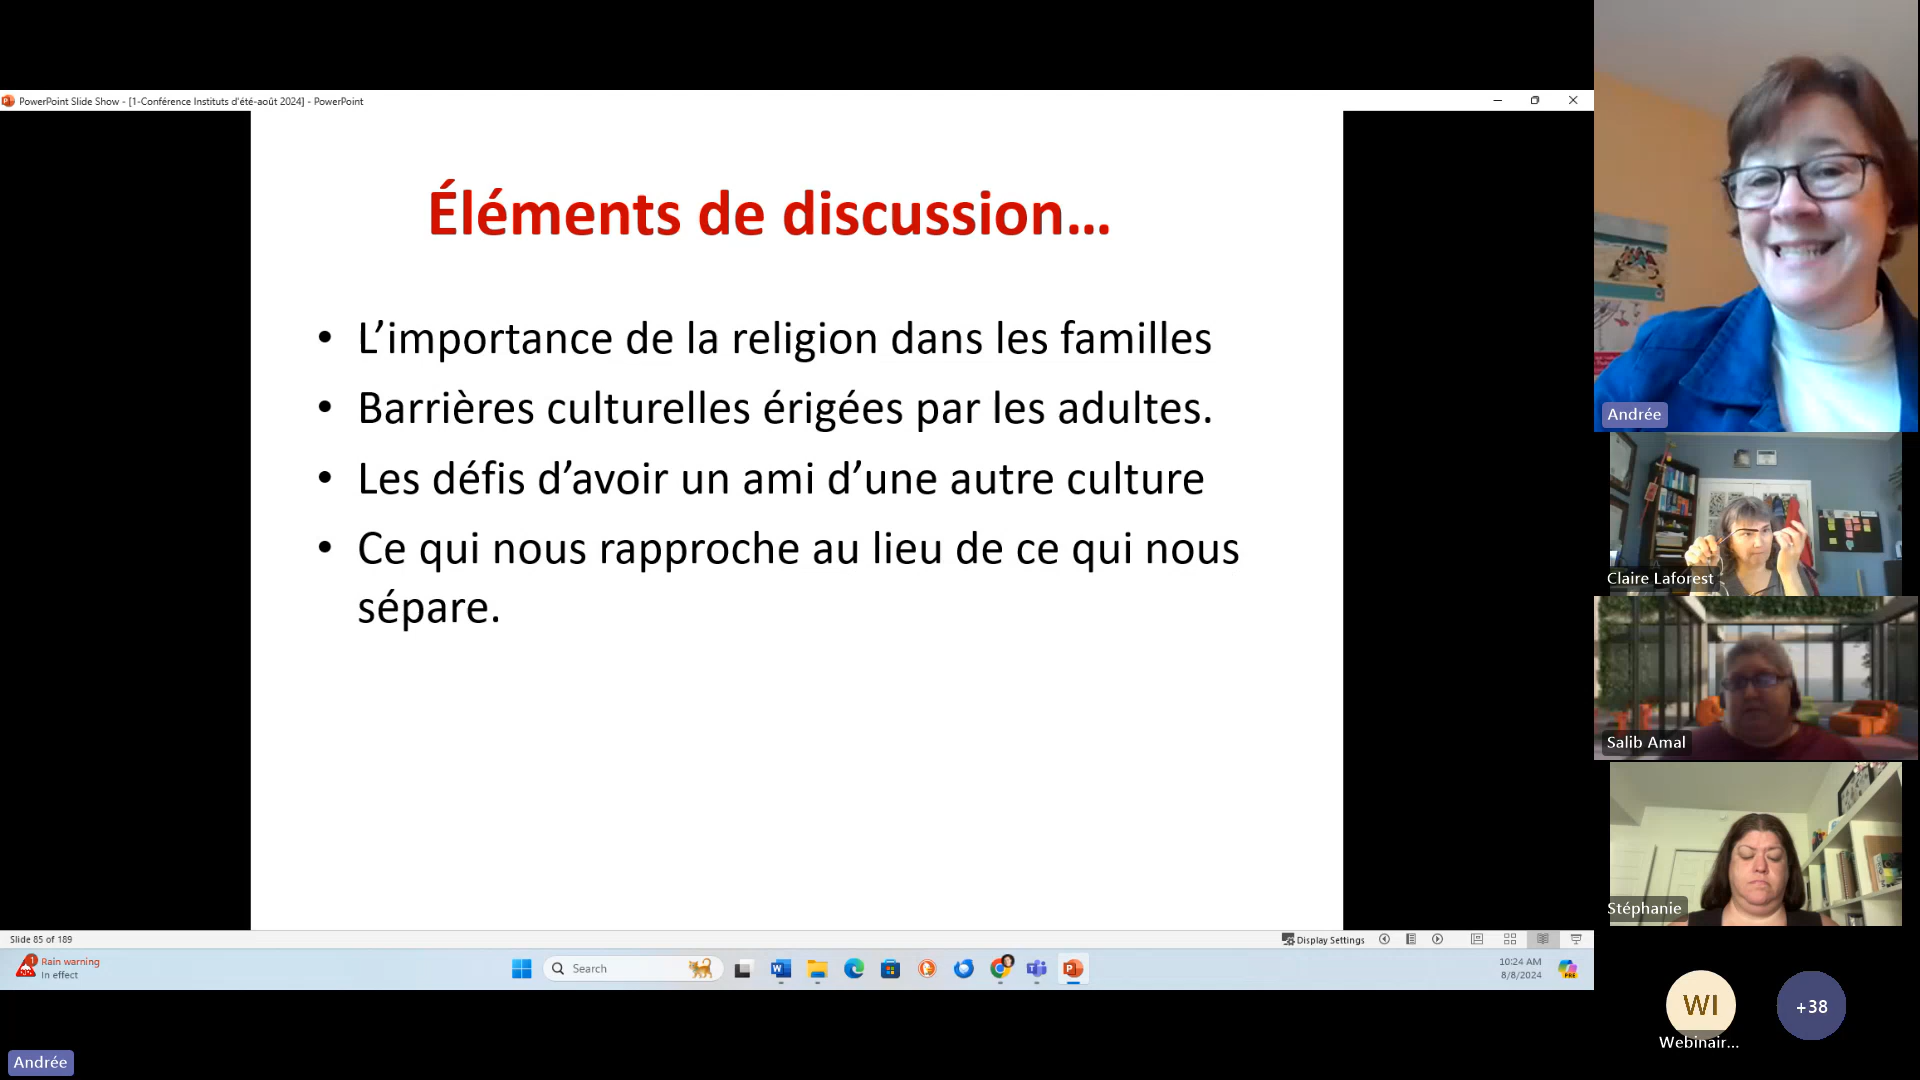 PowerPoint Slide Show - [1-Conférence Instituts d'été-août 2024] - PowerPoint
Éléments de discussion...
• L'importance de la religion dans les familles
• Barrières culturelles érigées par les adultes.
• Les défis d'avoir un ami d'une autre culture
• Ce qui nous rapproche au lieu de ce qui nous
sépare.
Andrée
Claire Laforest
Salib Amal
Stéphanie
Slide 85 of 189
Display Settings
Rain warning
In effect
Search
10:24 AM
8/8/2024
WI
+38
Webinair...
Andrée